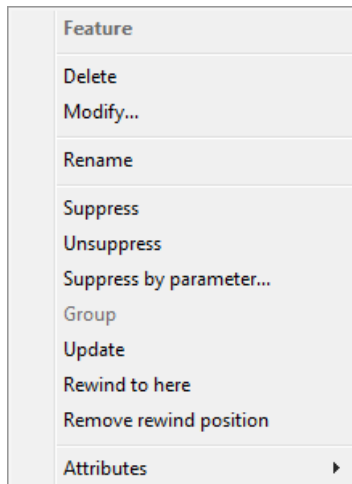 Feature
Delete
Modify...
Rename
Suppress
Unsuppress
Suppress by parameter...
Group
Update
Rewind to here
Remove rewind position
Attributes